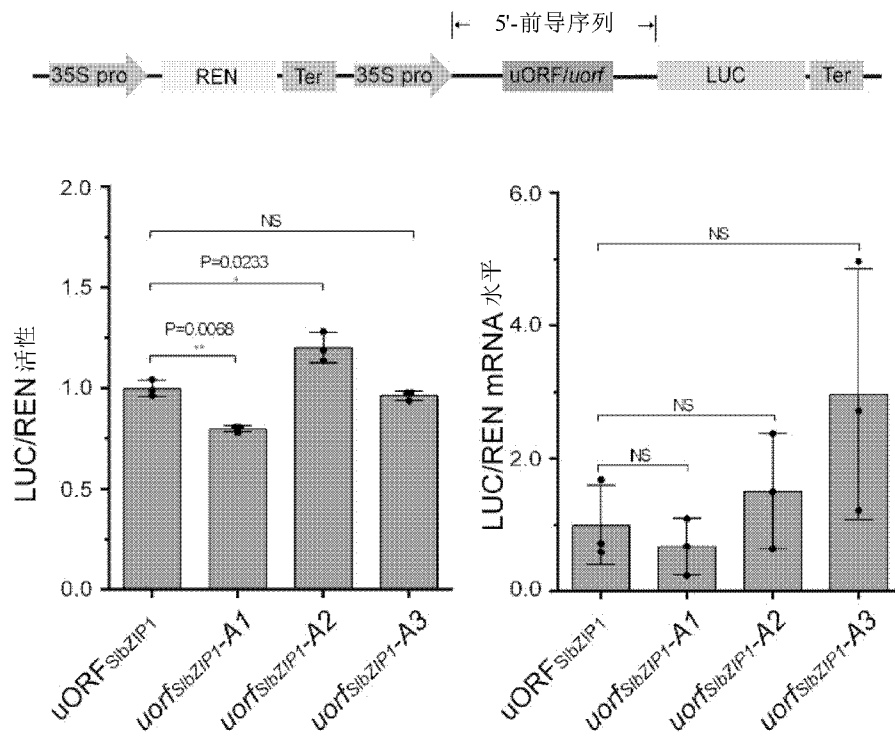 5'-前导序列
35S pro REN Ter 35S pro uORF/uorf LUC Ter
LUC/REN 活性
2.0
1.5
1.0
0.5
0.0
NS
P=0.0233
*
P=0.0068
**
uORFSlbZIP1
uorfSlbZIP1-A1
uorfSlbZIP1-A2
uorfSlbZIP1-A3
LUC/REN mRNA 水平
6.0
4.0
2.0
0.0
NS
NS
NS
uORFSlbZIP1
uorfSlbZIP1-A1
uorfSlbZIP1-A2
uorfSlbZIP1-A3